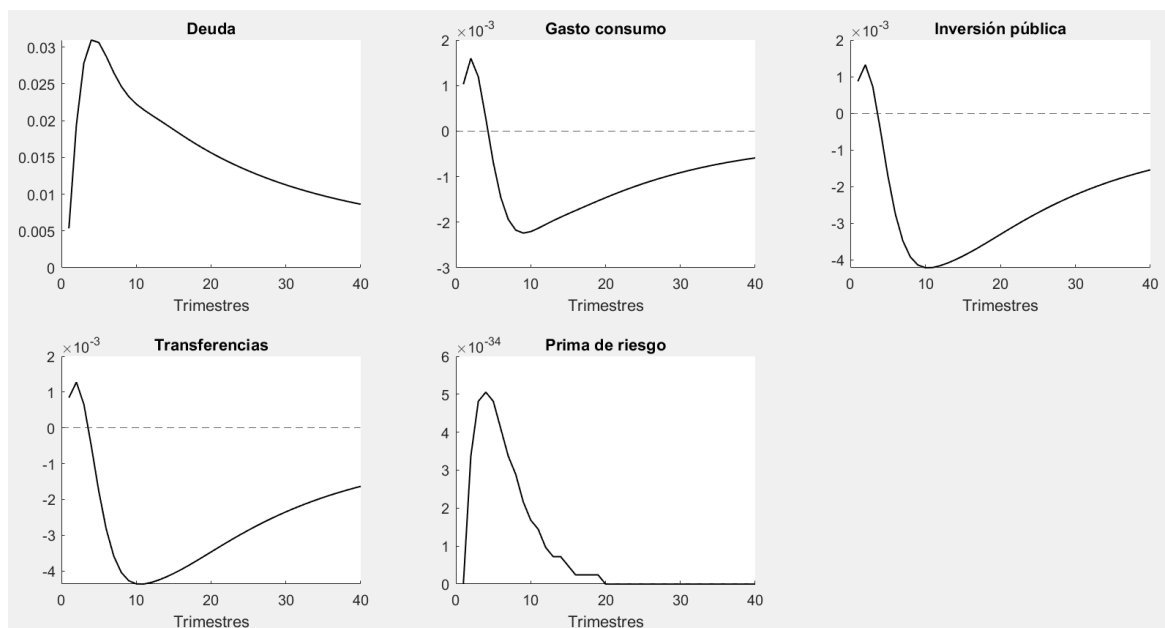 Deuda
0.03
0.025
0.02
0.015
0.01
0.005
0
0 10 20 30 40
Trimestres
Gasto consumo
×10⁻³
2
1
0
-1
-2
-3
0 10 20 30 40
Trimestres
Inversión pública
×10⁻³
2
1
0
-1
-2
-3
-4
0 10 20 30 40
Trimestres
Transferencias
×10⁻³
2
1
0
-1
-2
-3
-4
0 10 20 30 40
Trimestres
Prima de riesgo
×10⁻³⁴
6
5
4
3
2
1
0
0 10 20 30 40
Trimestres